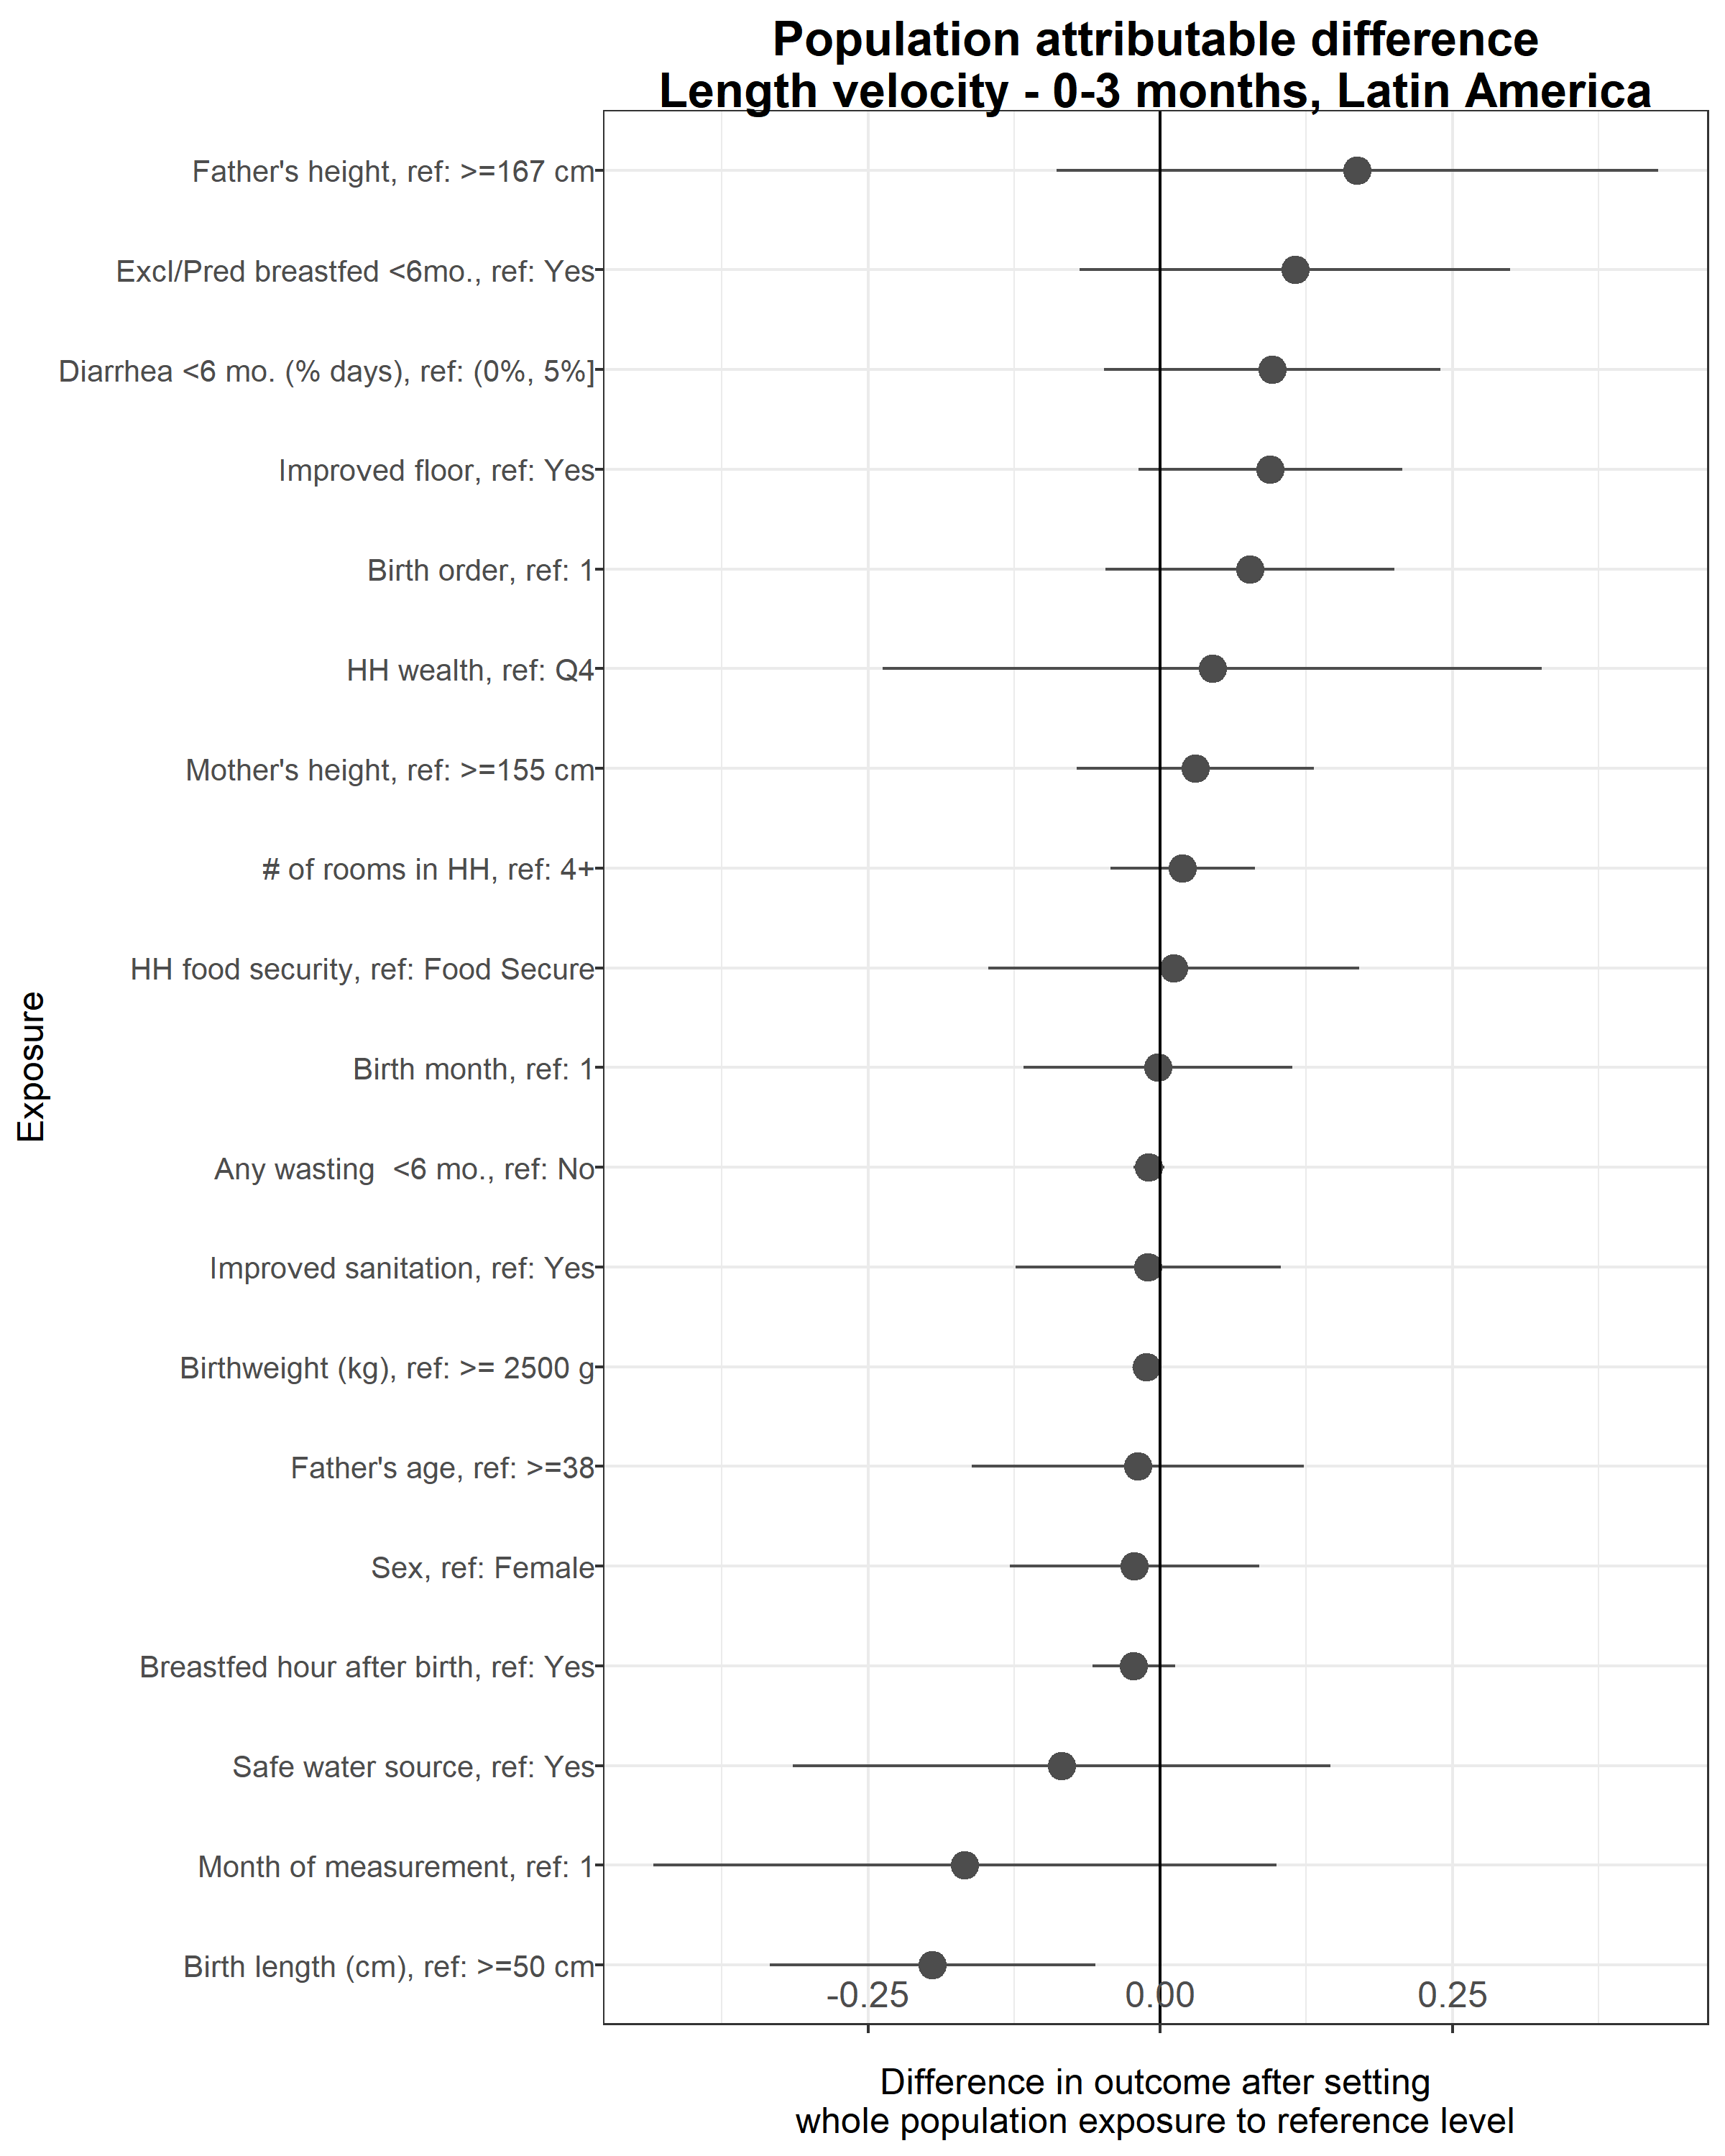 Population attributable difference
Length velocity - 0-3 months, Latin America
Father's height, ref: >=167 cm
Excl/Pred breastfed <6mo., ref: Yes
Diarrhea <6 mo. (% days), ref: (0%, 5%]
Improved floor, ref: Yes
Birth order, ref: 1
HH wealth, ref: Q4
Mother's height, ref: >=155 cm
# of rooms in HH, ref: 4+
HH food security, ref: Food Secure
Birth month, ref: 1
Any wasting  <6 mo., ref: No
Improved sanitation, ref: Yes
Birthweight (kg), ref: >= 2500 g
Father's age, ref: >=38
Sex, ref: Female
Breastfed hour after birth, ref: Yes
Safe water source, ref: Yes
Month of measurement, ref: 1
Birth length (cm), ref: >=50 cm
Exposure
-0.25 0.00 0.25
Difference in outcome after setting
whole population exposure to reference level